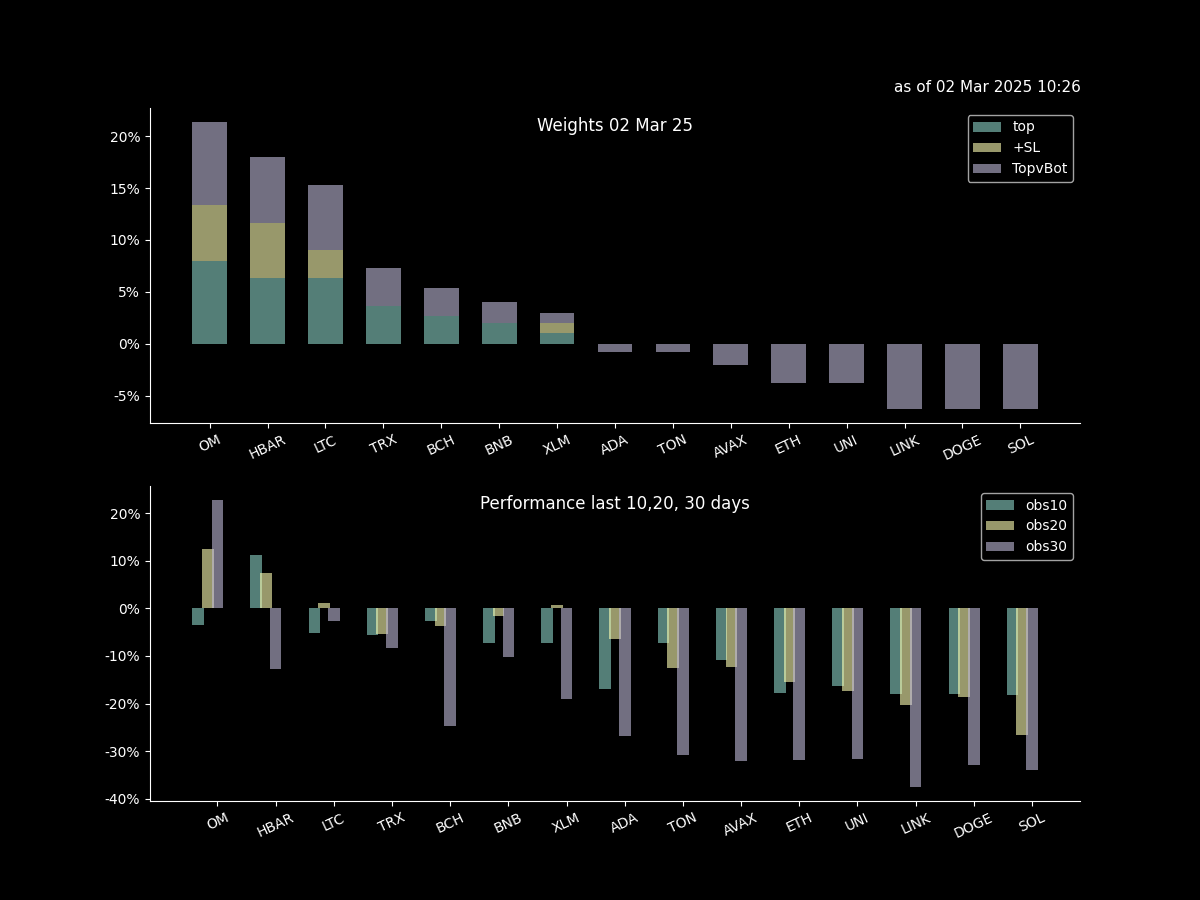 as of 02 Mar 2025 10:26
Weights 02 Mar 25
top
+SL
TopvBot
20%
15%
10%
5%
0%
-5%
OM HBAR LTC TRX BCH BNB XLM ADA TON AVAX ETH UNI LINK DOGE SOL
Performance last 10,20, 30 days
obs10
obs20
obs30
20%
10%
0%
-10%
-20%
-30%
-40%
OM HBAR LTC TRX BCH BNB XLM ADA TON AVAX ETH UNI LINK DOGE SOL